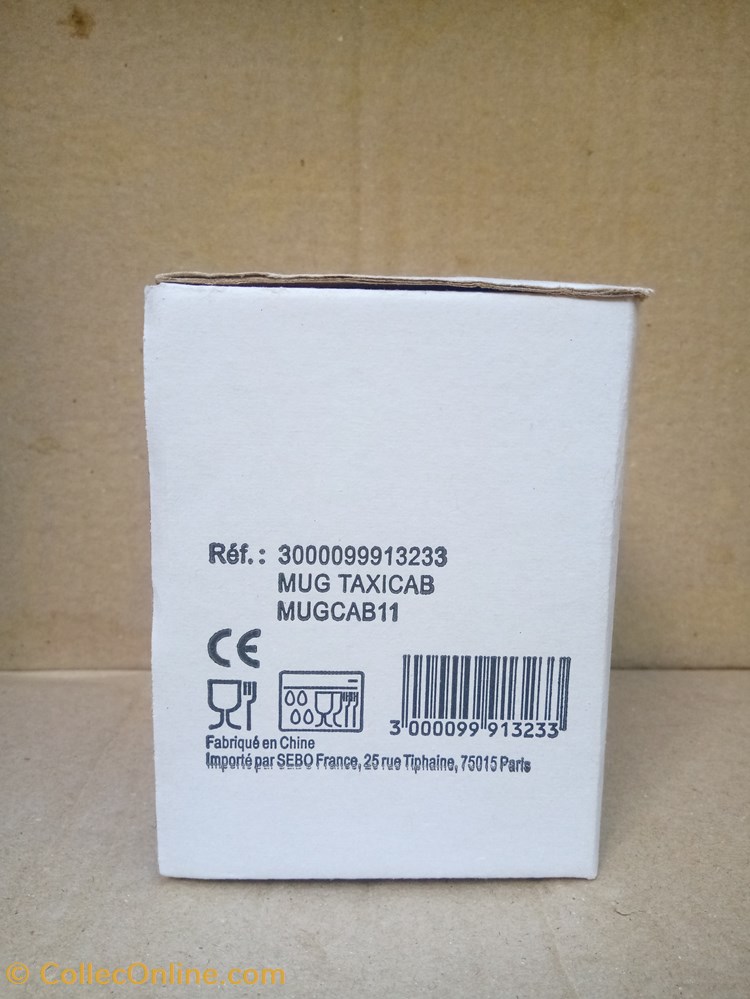 Réf. : 3000099913233
MUG TAXICAB
MUGCAB11
CE
3 000099 913233
Fabriqué en Chine
Importé par SEBO France, 25 rue Tiphaine, 75015 Paris
© CollecOnline.com